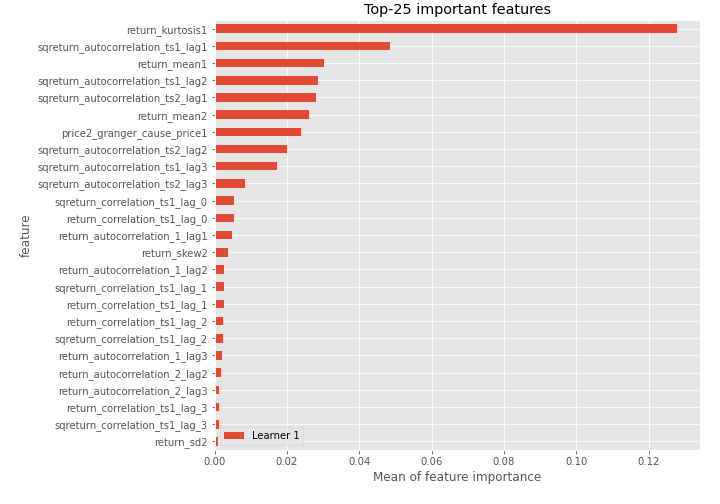 Top-25 important features
return_kurtosis1
sqreturn_autocorrelation_ts1_lag1
return_mean1
sqreturn_autocorrelation_ts1_lag2
sqreturn_autocorrelation_ts2_lag1
return_mean2
price2_granger_cause_price1
sqreturn_autocorrelation_ts2_lag2
sqreturn_autocorrelation_ts1_lag3
sqreturn_autocorrelation_ts2_lag3
sqreturn_correlation_ts1_lag_0
return_correlation_ts1_lag_0
return_autocorrelation_1_lag1
return_skew2
return_autocorrelation_1_lag2
sqreturn_correlation_ts1_lag_1
return_correlation_ts1_lag_1
return_correlation_ts1_lag_2
sqreturn_correlation_ts1_lag_2
return_autocorrelation_1_lag3
return_autocorrelation_2_lag2
return_autocorrelation_2_lag3
return_correlation_ts1_lag_3
sqreturn_correlation_ts1_lag_3
return_sd2
feature
Learner 1
0.00 0.02 0.04 0.06 0.08 0.10 0.12
Mean of feature importance